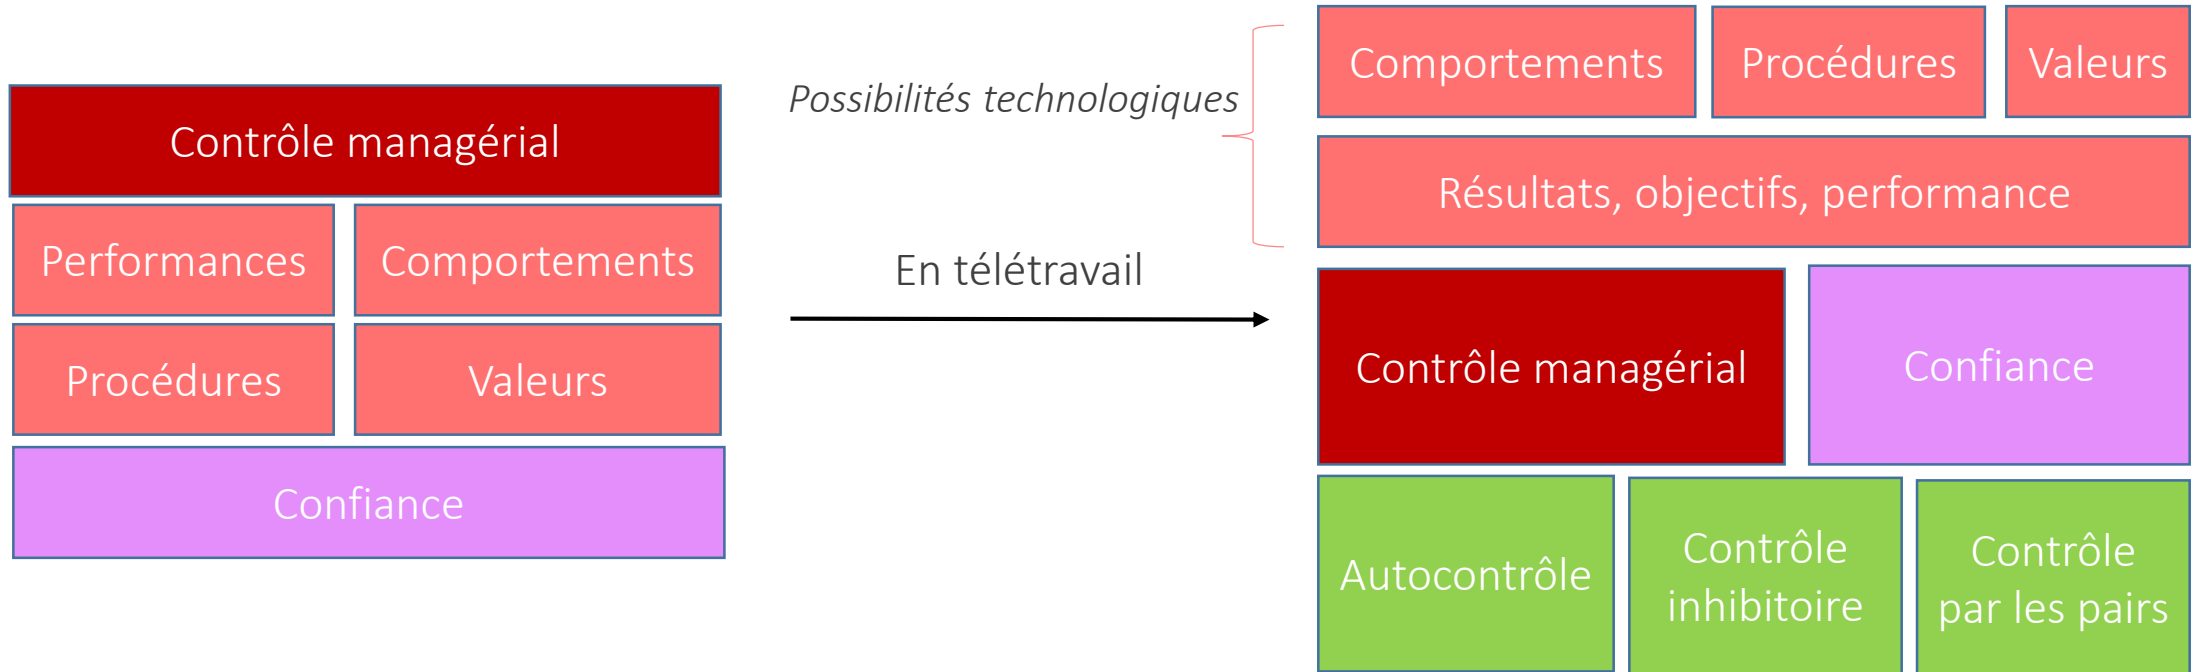 Contrôle managérial
Performances
Comportements
Procédures
Valeurs
Confiance
Possibilités technologiques
En télétravail
Comportements
Procédures
Valeurs
Résultats, objectifs, performance
Contrôle managérial
Confiance
Autocontrôle
Contrôle
inhibitoire
Contrôle
par les pairs